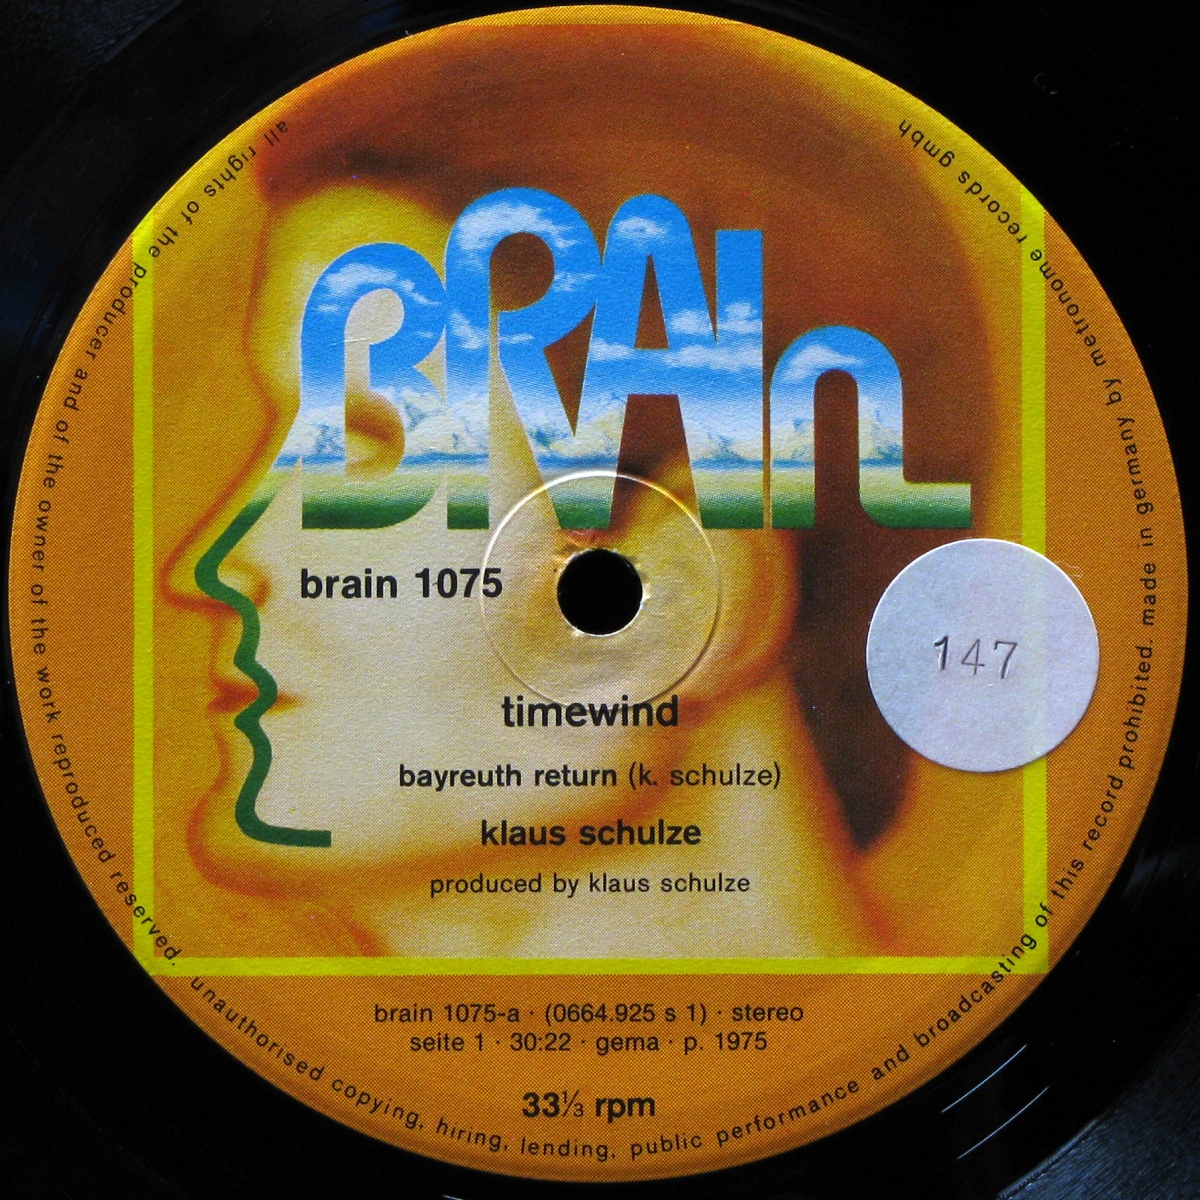 BRAIn
brain 1075
147
timewind
bayreuth return (k. schulze)
klaus schulze
produced by klaus schulze
brain 1075-a · (0664.925 s 1) · stereo
seite 1 · 30:22 · gema · p. 1975
33⅓ rpm
all rights of the producer and of the owner of the work reproduced reserved. unauthorised copying, hiring, lending, public performance and broadcasting of this record prohibited. made in germany by metronome records gmbh